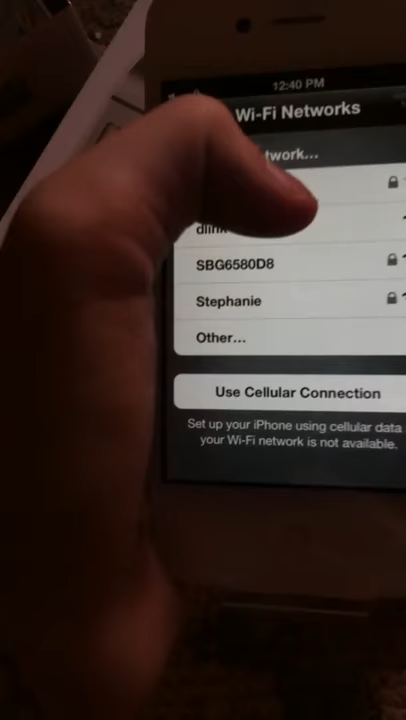 12:40 PM
Wi-Fi Networks
twork...
dlink
SBG6580D8
Stephanie
Other...
Use Cellular Connection
Set up your iPhone using cellular data
your Wi-Fi network is not available.